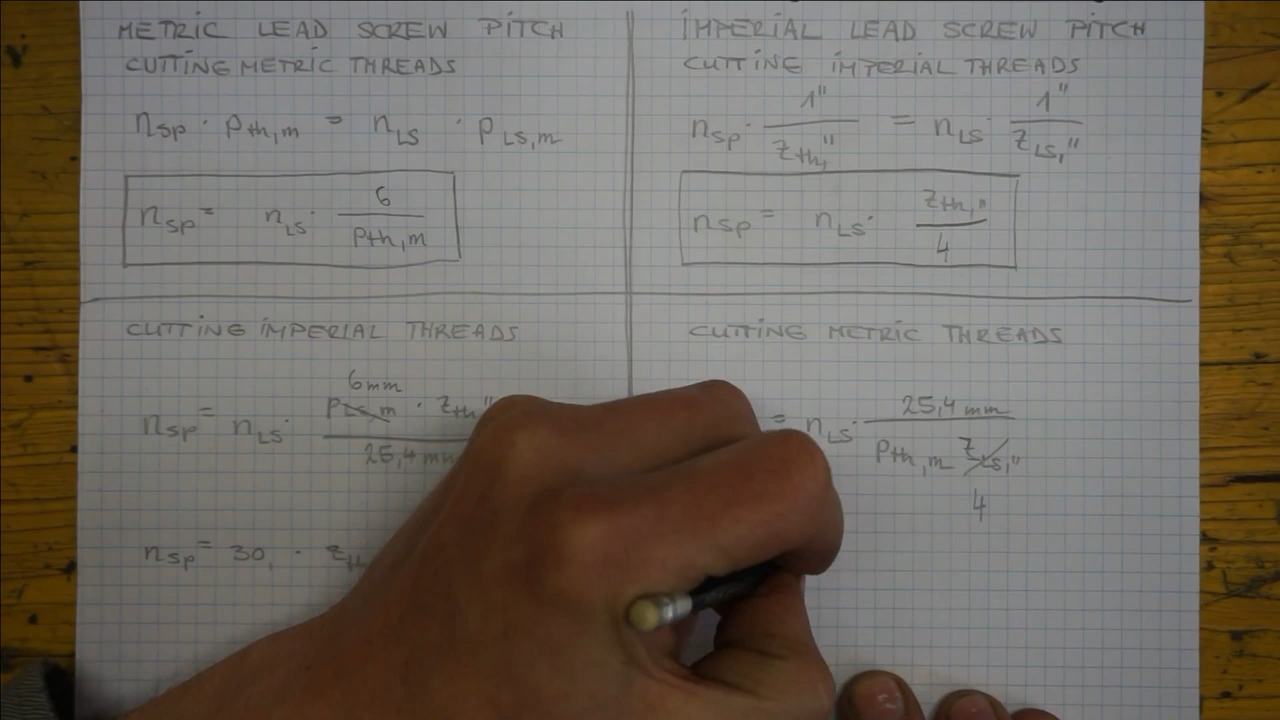 METRIC LEAD SCREW PITCH
CUTTING METRIC THREADS
n_sp · p_th,m = n_LS · p_LS,m
n_sp = n_LS · 6 / p_th,m
CUTTING IMPERIAL THREADS
6mm
n_sp = n_LS · p_LS,m · z_th" / 25,4 mm
n_sp = 30, ·
IMPERIAL LEAD SCREW PITCH
CUTTING IMPERIAL THREADS
n_sp · 1" / z_th," = n_LS · 1" / z_LS,"
n_sp = n_LS · z_th," / 4
CUTTING METRIC THREADS
= n_LS · 25,4 mm / p_th,m z_LS,"
4